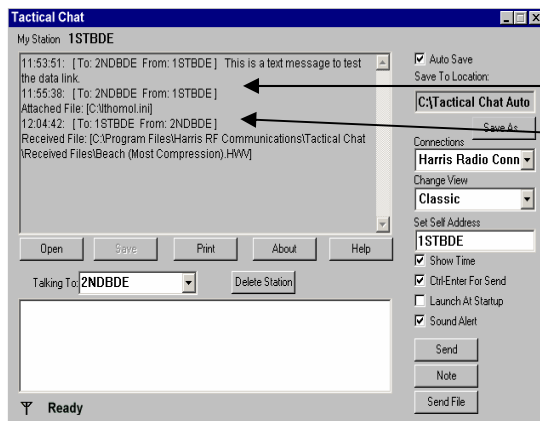 Tactical Chat
My Station 1STBDE
11:53:51: [To: 2NDBDE From: 1STBDE] This is a text message to test
the data link.
11:55:38: [To: 2NDBDE From: 1STBDE]
Attached File: [C:\lthomol.ini]
12:04:42: [To: 1STBDE From: 2NDBDE]
Received File: [C:\Program Files\Harris RF Communications\Tactical Chat
\Received Files\Beach (Most Compression).HWV]
Open
Save
Print
About
Help
Talking To: 2NDBDE
Delete Station
Ready
Auto Save
Save To Location:
C:\Tactical Chat Auto
Save As
Connections
Harris Radio Conn
Change View
Classic
Set Self Address
1STBDE
Show Time
Ctrl-Enter For Send
Launch At Startup
Sound Alert
Send
Note
Send File